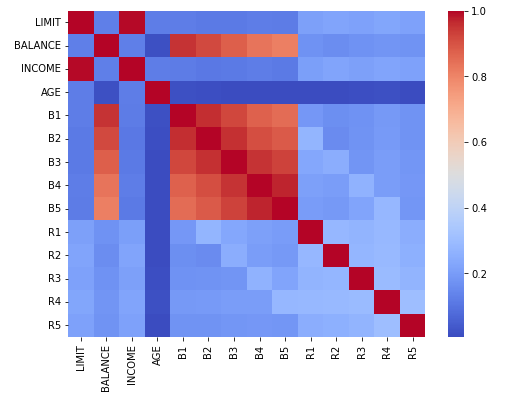 LIMIT
BALANCE
INCOME
AGE
B1
B2
B3
B4
B5
R1
R2
R3
R4
R5
LIMIT
BALANCE
INCOME
AGE
B1
B2
B3
B4
B5
R1
R2
R3
R4
R5
1.0
0.8
0.6
0.4
0.2